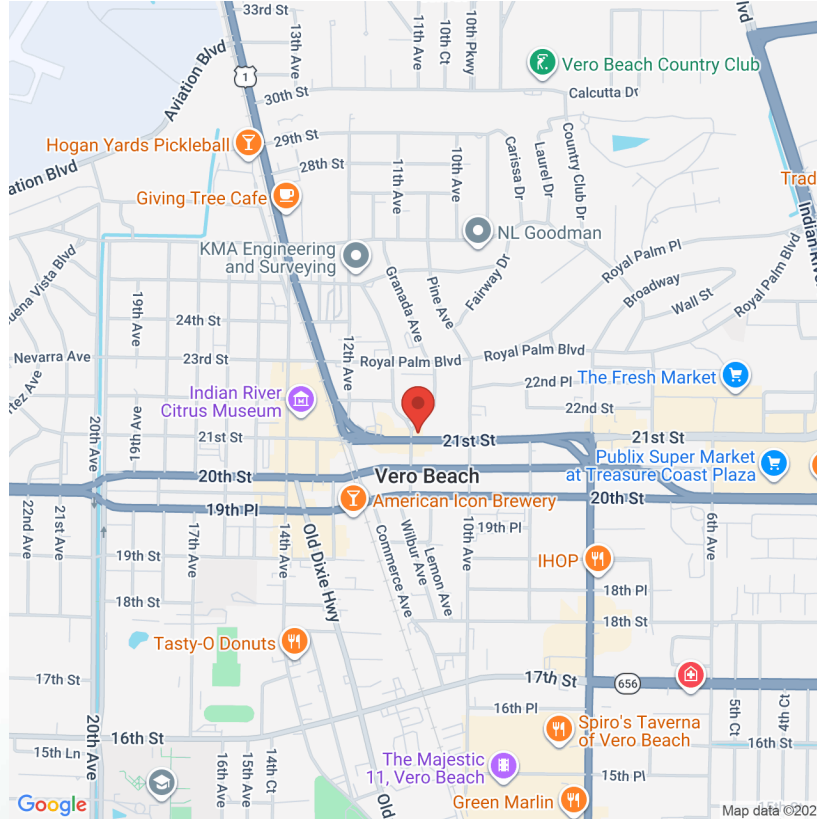 33rd St
13th Ave
11th Ave
10th Ct
10th Pkwy
Aviation Blvd
1
Vero Beach Country Club
Calcutta Dr
30th St
Hogan Yards Pickleball
29th St
28th St
11th Ave
10th Ave
Carissa Dr
Laurel Dr
Country Club Dr
Giving Tree Cafe
NL Goodman
KMA Engineering
and Surveying
Granada Ave
Pine Ave
Fairway Dr
Royal Palm Pl
Broadway
Wall St
Royal Palm Blvd
19th Ave
24th St
12th Ave
Nevarra Ave
23rd St
Royal Palm Blvd
Royal Palm Blvd
22nd Pl
The Fresh Market
22nd St
Indian River
Citrus Museum
20th Ave
19th Ave
21st St
21st St
21st St
Publix Super Market
at Treasure Coast Plaza
20th St
Vero Beach
19th Pl
American Icon Brewery
20th St
22nd Ave
21st Ave
17th Ave
14th Ave
Old Dixie Hwy
Commerce Ave
Wilbur Ave
Lemon Ave
10th Ave
19th Pl
6th Ave
19th St
IHOP
18th Pl
18th St
18th St
Tasty-O Donuts
17th St
17th St
656
16th Pl
5th Ct
4th Ct
20th Ave
16th St
Spiro's Taverna
of Vero Beach
16th St
15th Ln
16th Ave
15th Ave
14th Ct
The Majestic
11, Vero Beach
15th Pl
Green Marlin
Old
Google
Map data ©202